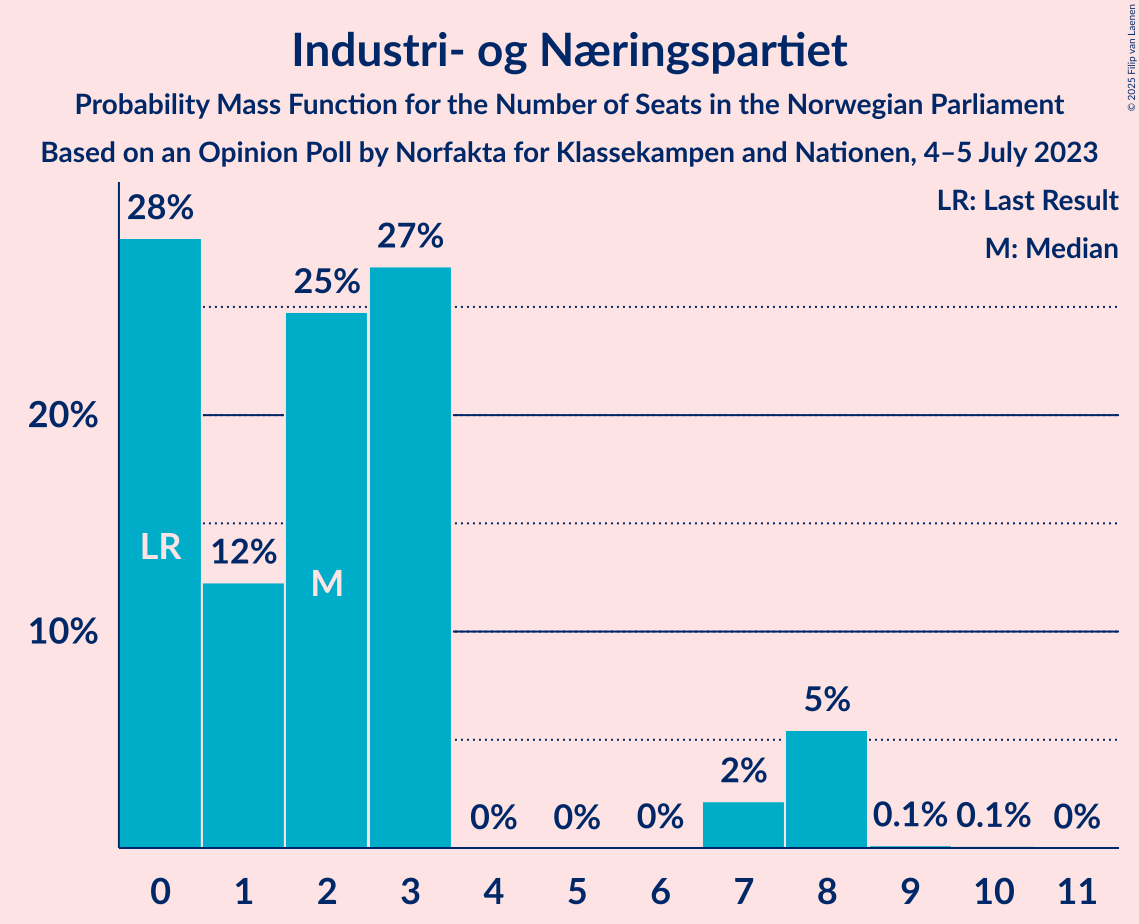 Industri- og Næringspartiet
Probability Mass Function for the Number of Seats in the Norwegian Parliament
Based on an Opinion Poll by Norfakta for Klassekampen and Nationen, 4–5 July 2023
© 2025 Filip van Laenen
LR: Last Result
M: Median
28%
27%
25%
20%
LR
12%
M
10%
5%
2%
0%
0%
0%
0.1%
0.1%
0%
0 1 2 3 4 5 6 7 8 9 10 11